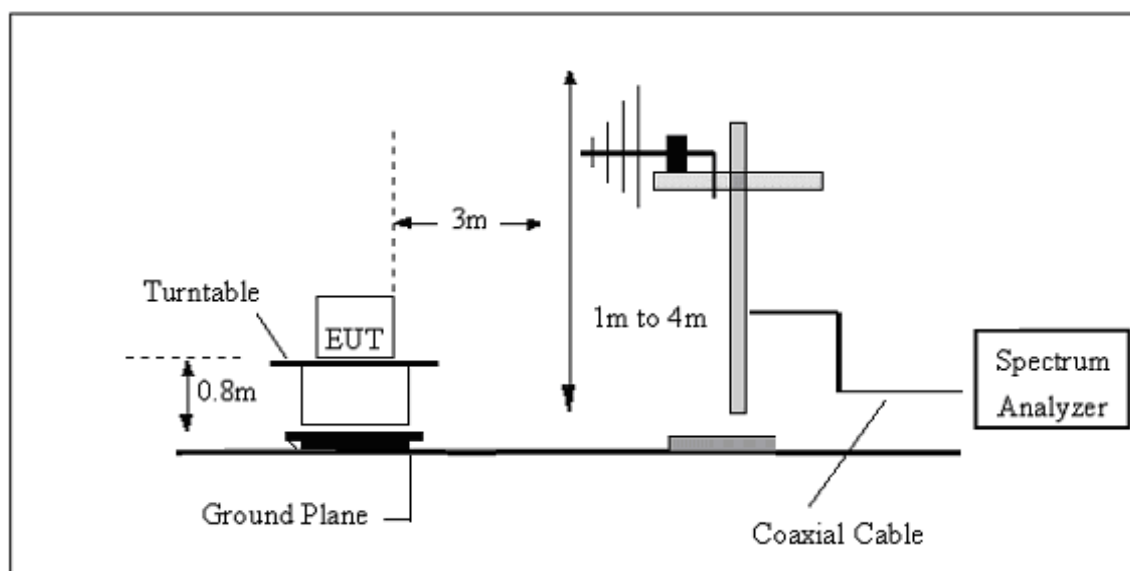 3m
Turntable
EUT
1m to 4m
0.8m
Spectrum
Analyzer
Ground Plane
Coaxial Cable